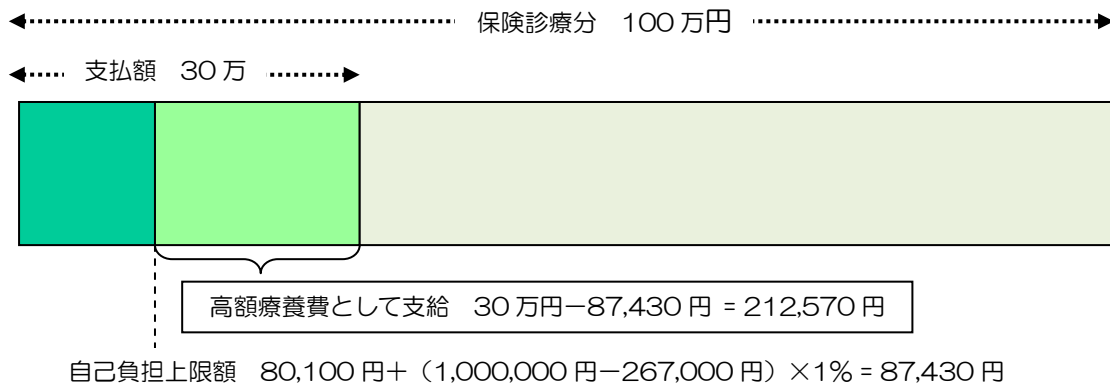 保険診療分　100万円
支払額　30万
高額療養費として支給　30万円－87,430円 = 212,570円
自己負担上限額　80,100円＋（1,000,000円－267,000円）×1％ = 87,430円